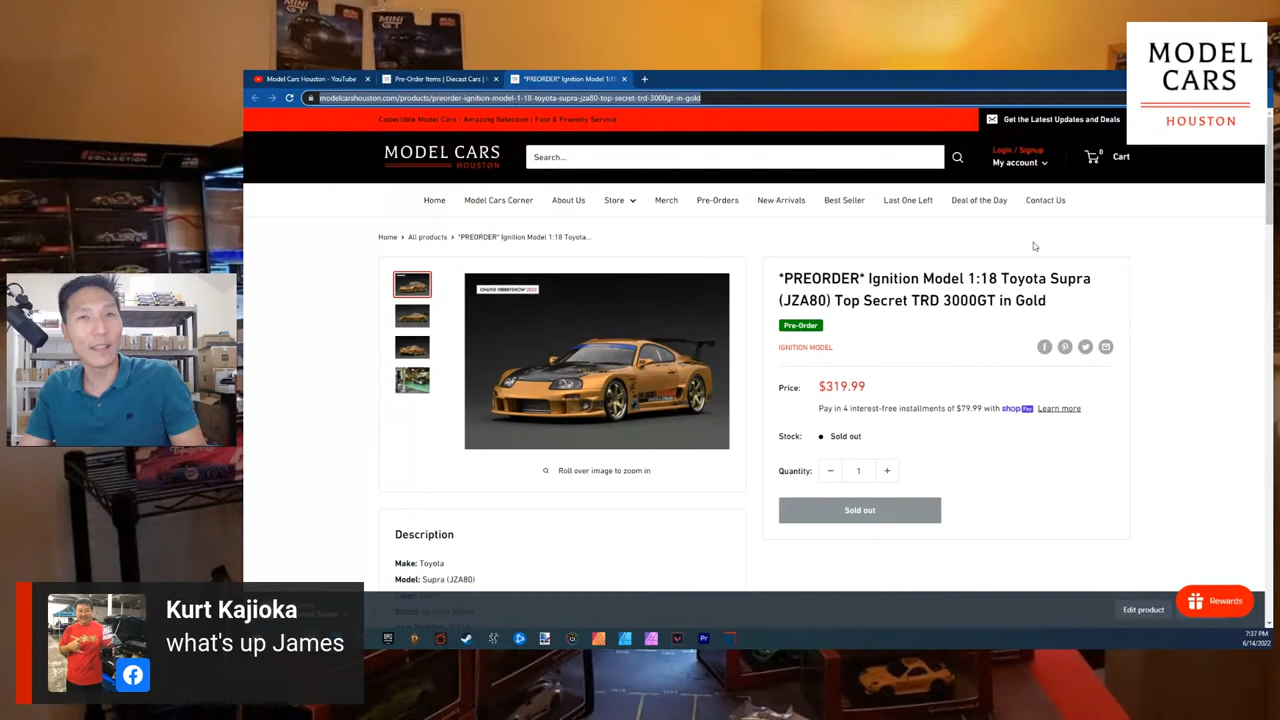 MODEL
CARS
HOUSTON
Model Cars Houston - YouTube
Pre-Order Items | Diecast Cars |
*PREORDER* Ignition Model 1:18
modelcarshouston.com/products/preorder-ignition-model-1-18-toyota-supra-jza80-top-secret-trd-3000gt-in-gold
Collectible Model Cars | Amazing Selection | Fast & Friendly Service
Get the Latest Updates and Deals
MODEL CARS
HOUSTON
Search...
Login / Signup
My account
0
Cart
Home
Model Cars Corner
About Us
Store
Merch
Pre-Orders
New Arrivals
Best Seller
Last One Left
Deal of the Day
Contact Us
Home > All products > *PREORDER* Ignition Model 1:18 Toyota...
ONLINE HOBBYSHOW 2022
Roll over image to zoom in
*PREORDER* Ignition Model 1:18 Toyota Supra
(JZA80) Top Secret TRD 3000GT in Gold
Pre-Order
IGNITION MODEL
Price: $319.99
Pay in 4 interest-free installments of $79.99 with shop Pay Learn more
Stock: Sold out
Quantity: − 1 +
Sold out
Description
Make: Toyota
Model: Supra (JZA80)
Edit product
Rewards
Kurt Kajioka
what's up James
Pr
7:37 PM
6/14/2022